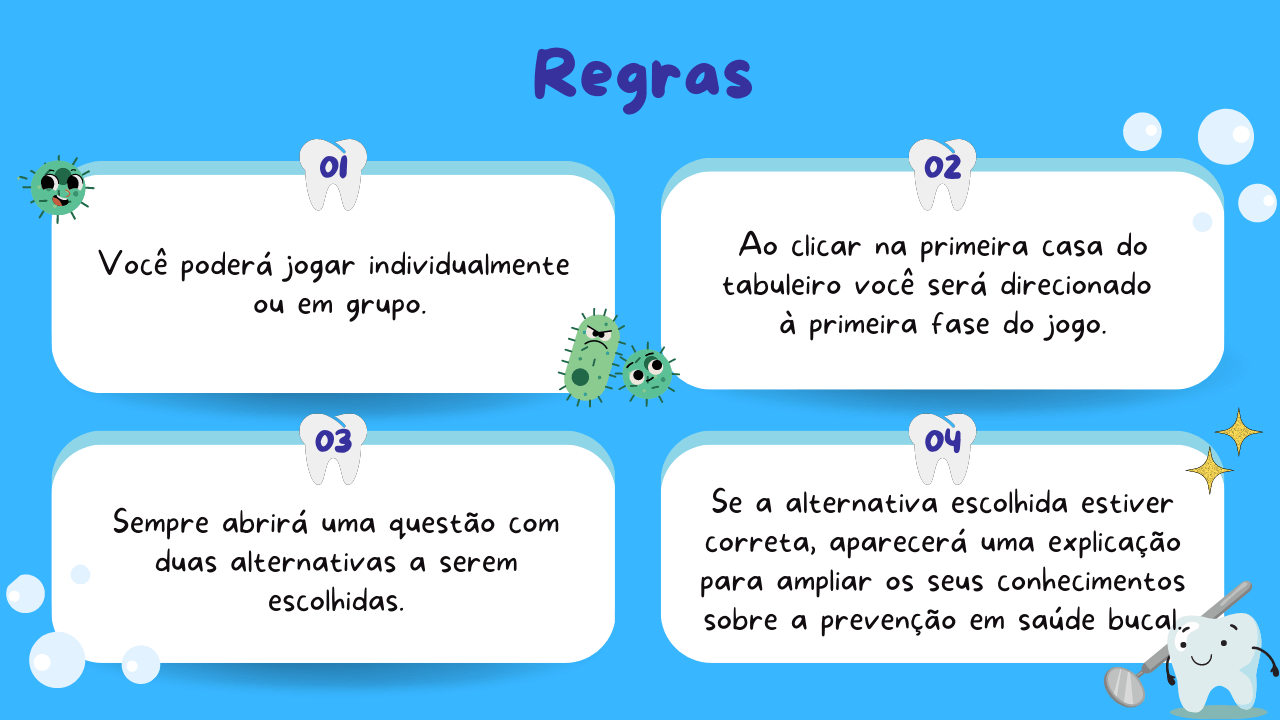 Regras
01
Você poderá jogar individualmente
ou em grupo.
02
Ao clicar na primeira casa do
tabuleiro você será direcionado
à primeira fase do jogo.
03
Sempre abrirá uma questão com
duas alternativas a serem
escolhidas.
04
Se a alternativa escolhida estiver
correta, aparecerá uma explicação
para ampliar os seus conhecimentos
sobre a prevenção em saúde bucal.